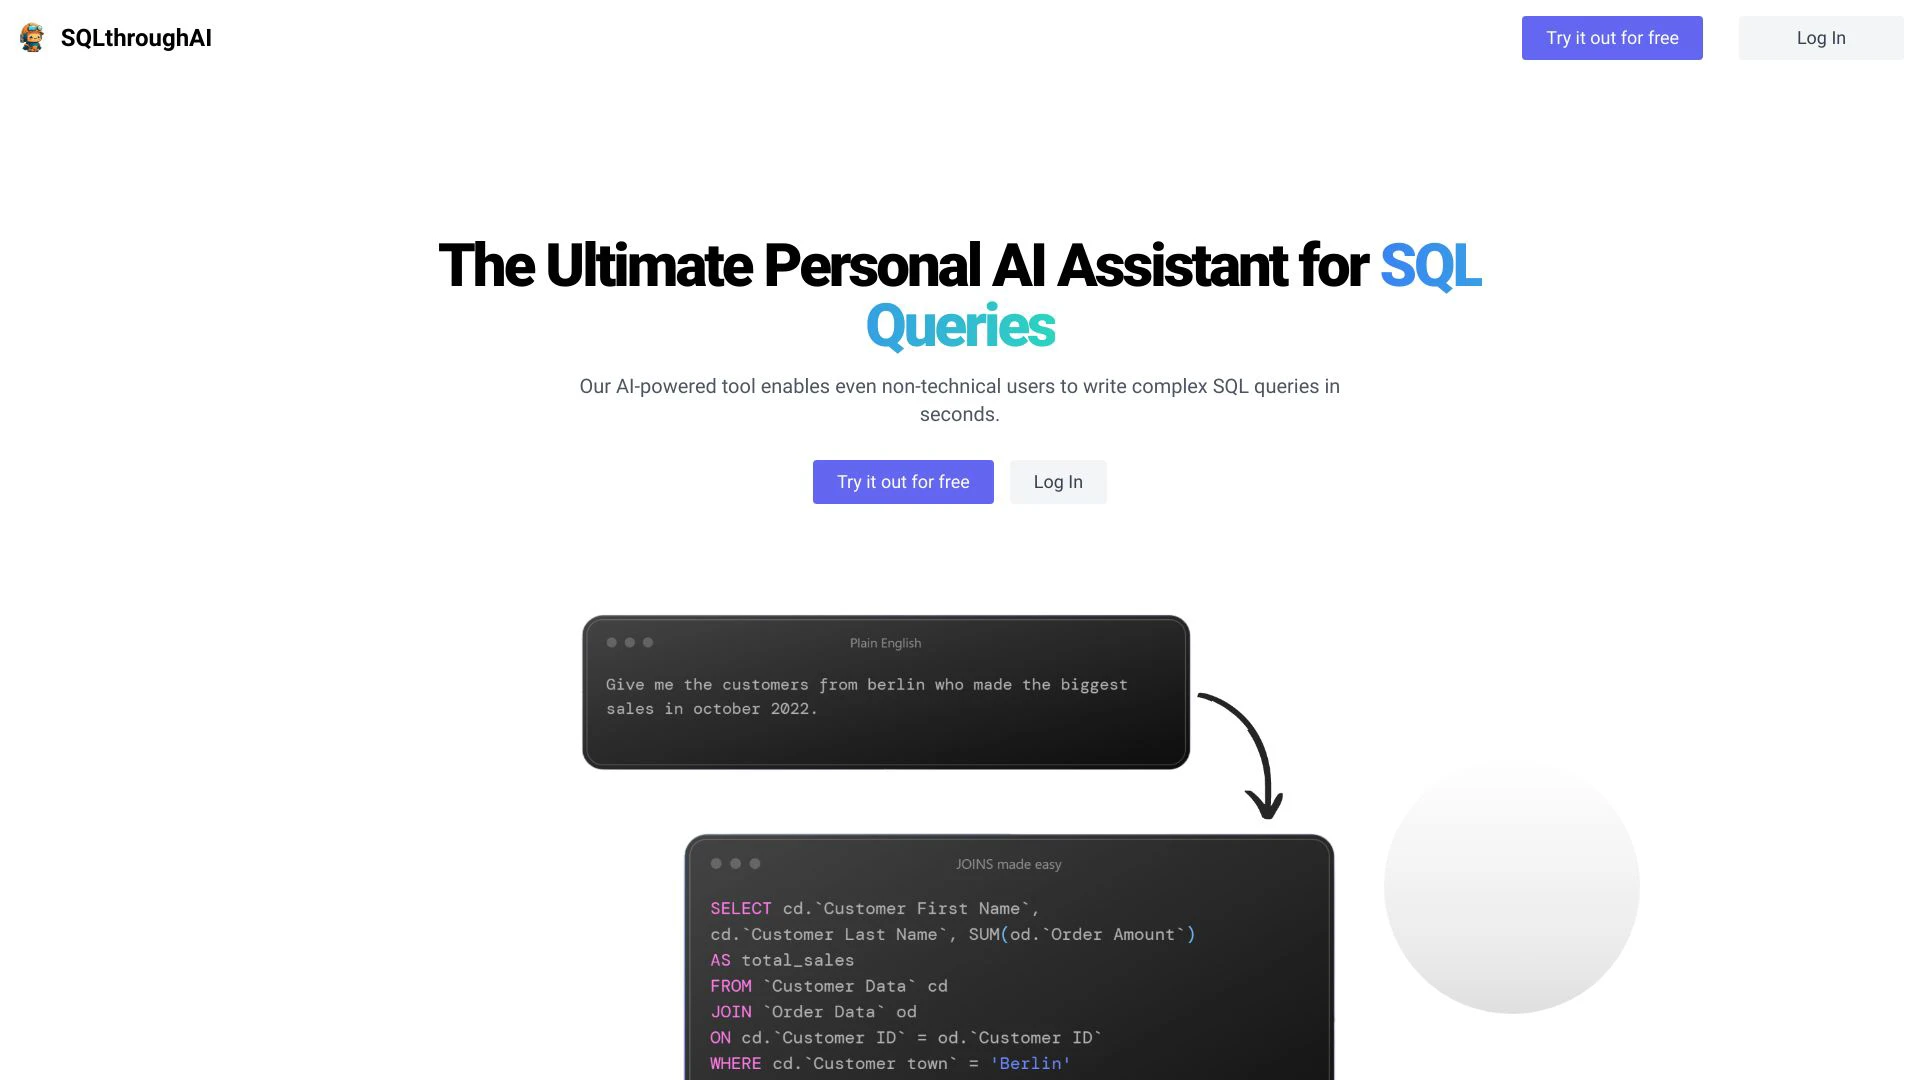 SQLthroughAI
Try it out for free
Log In
The Ultimate Personal AI Assistant for SQL
Queries
Our AI-powered tool enables even non-technical users to write complex SQL queries in
seconds.
Try it out for free
Log In
Plain English
Give me the customers from berlin who made the biggest
sales in october 2022.
JOINS made easy
SELECT cd.`Customer First Name`,
cd.`Customer Last Name`, SUM(od.`Order Amount`)
AS total_sales
FROM `Customer Data` cd
JOIN `Order Data` od
ON cd.`Customer ID` = od.`Customer ID`
WHERE cd.`Customer town` = 'Berlin'